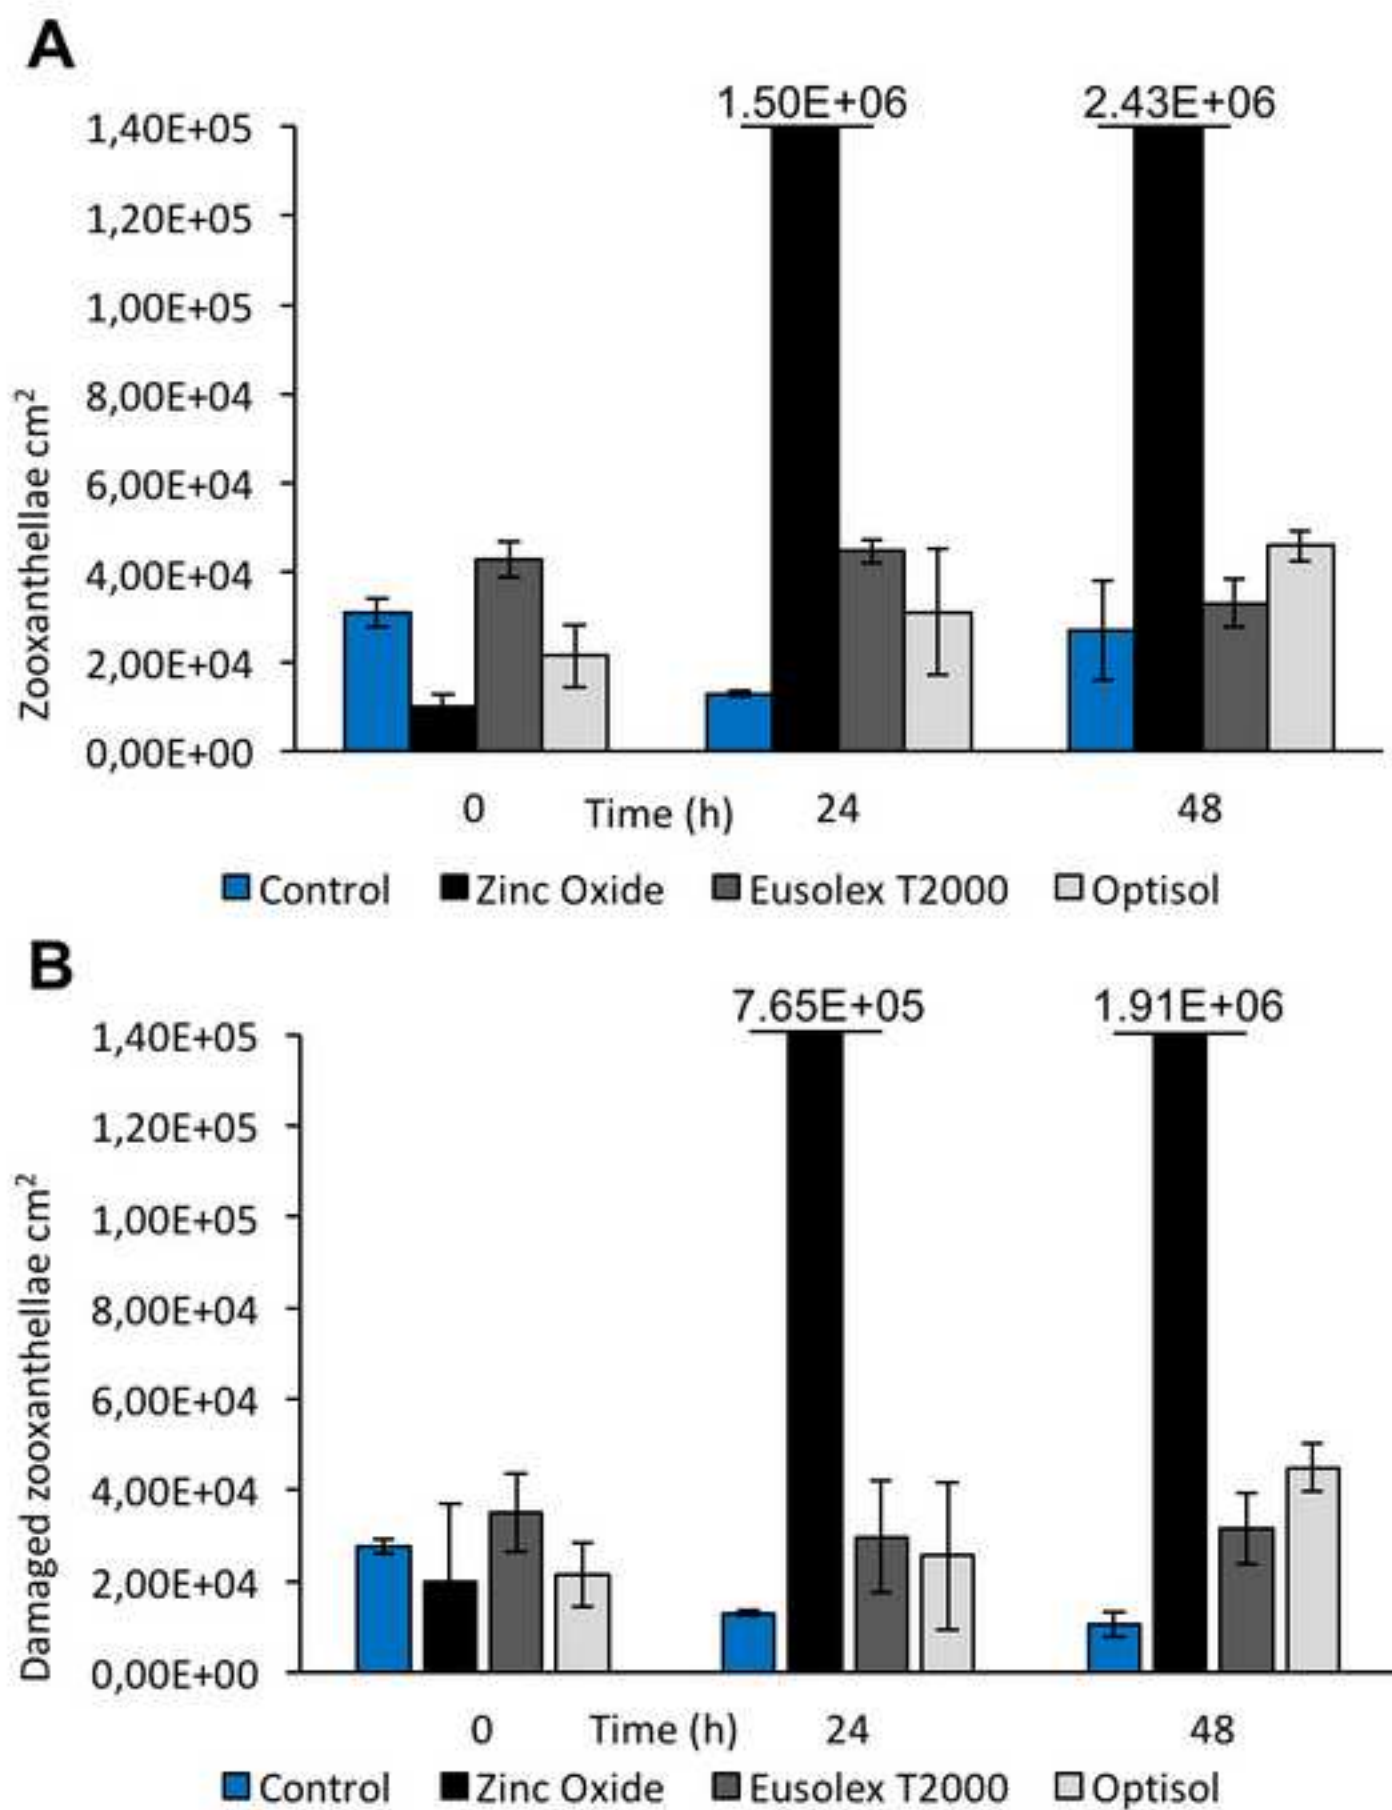 A
1.50E+06 2.43E+06
1,40E+05
1,20E+05
1,00E+05
8,00E+04
6,00E+04
4,00E+04
2,00E+04
0,00E+00
Zooxanthellae cm²
0 Time (h) 24 48
Control Zinc Oxide Eusolex T2000 Optisol
B
7.65E+05 1.91E+06
1,40E+05
1,20E+05
1,00E+05
8,00E+04
6,00E+04
4,00E+04
2,00E+04
0,00E+00
Damaged zooxanthellae cm²
0 Time (h) 24 48
Control Zinc Oxide Eusolex T2000 Optisol